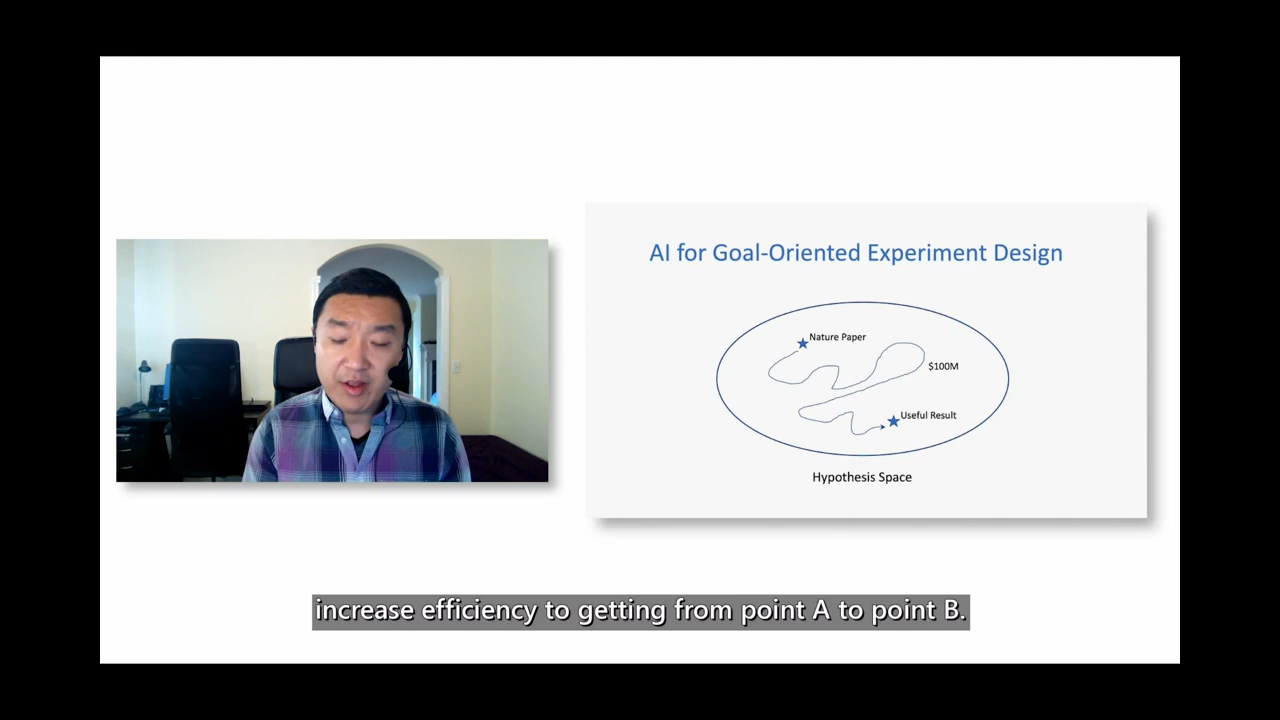 AI for Goal-Oriented Experiment Design
Nature Paper
$100M
Useful Result
Hypothesis Space
increase efficiency to getting from point A to point B.